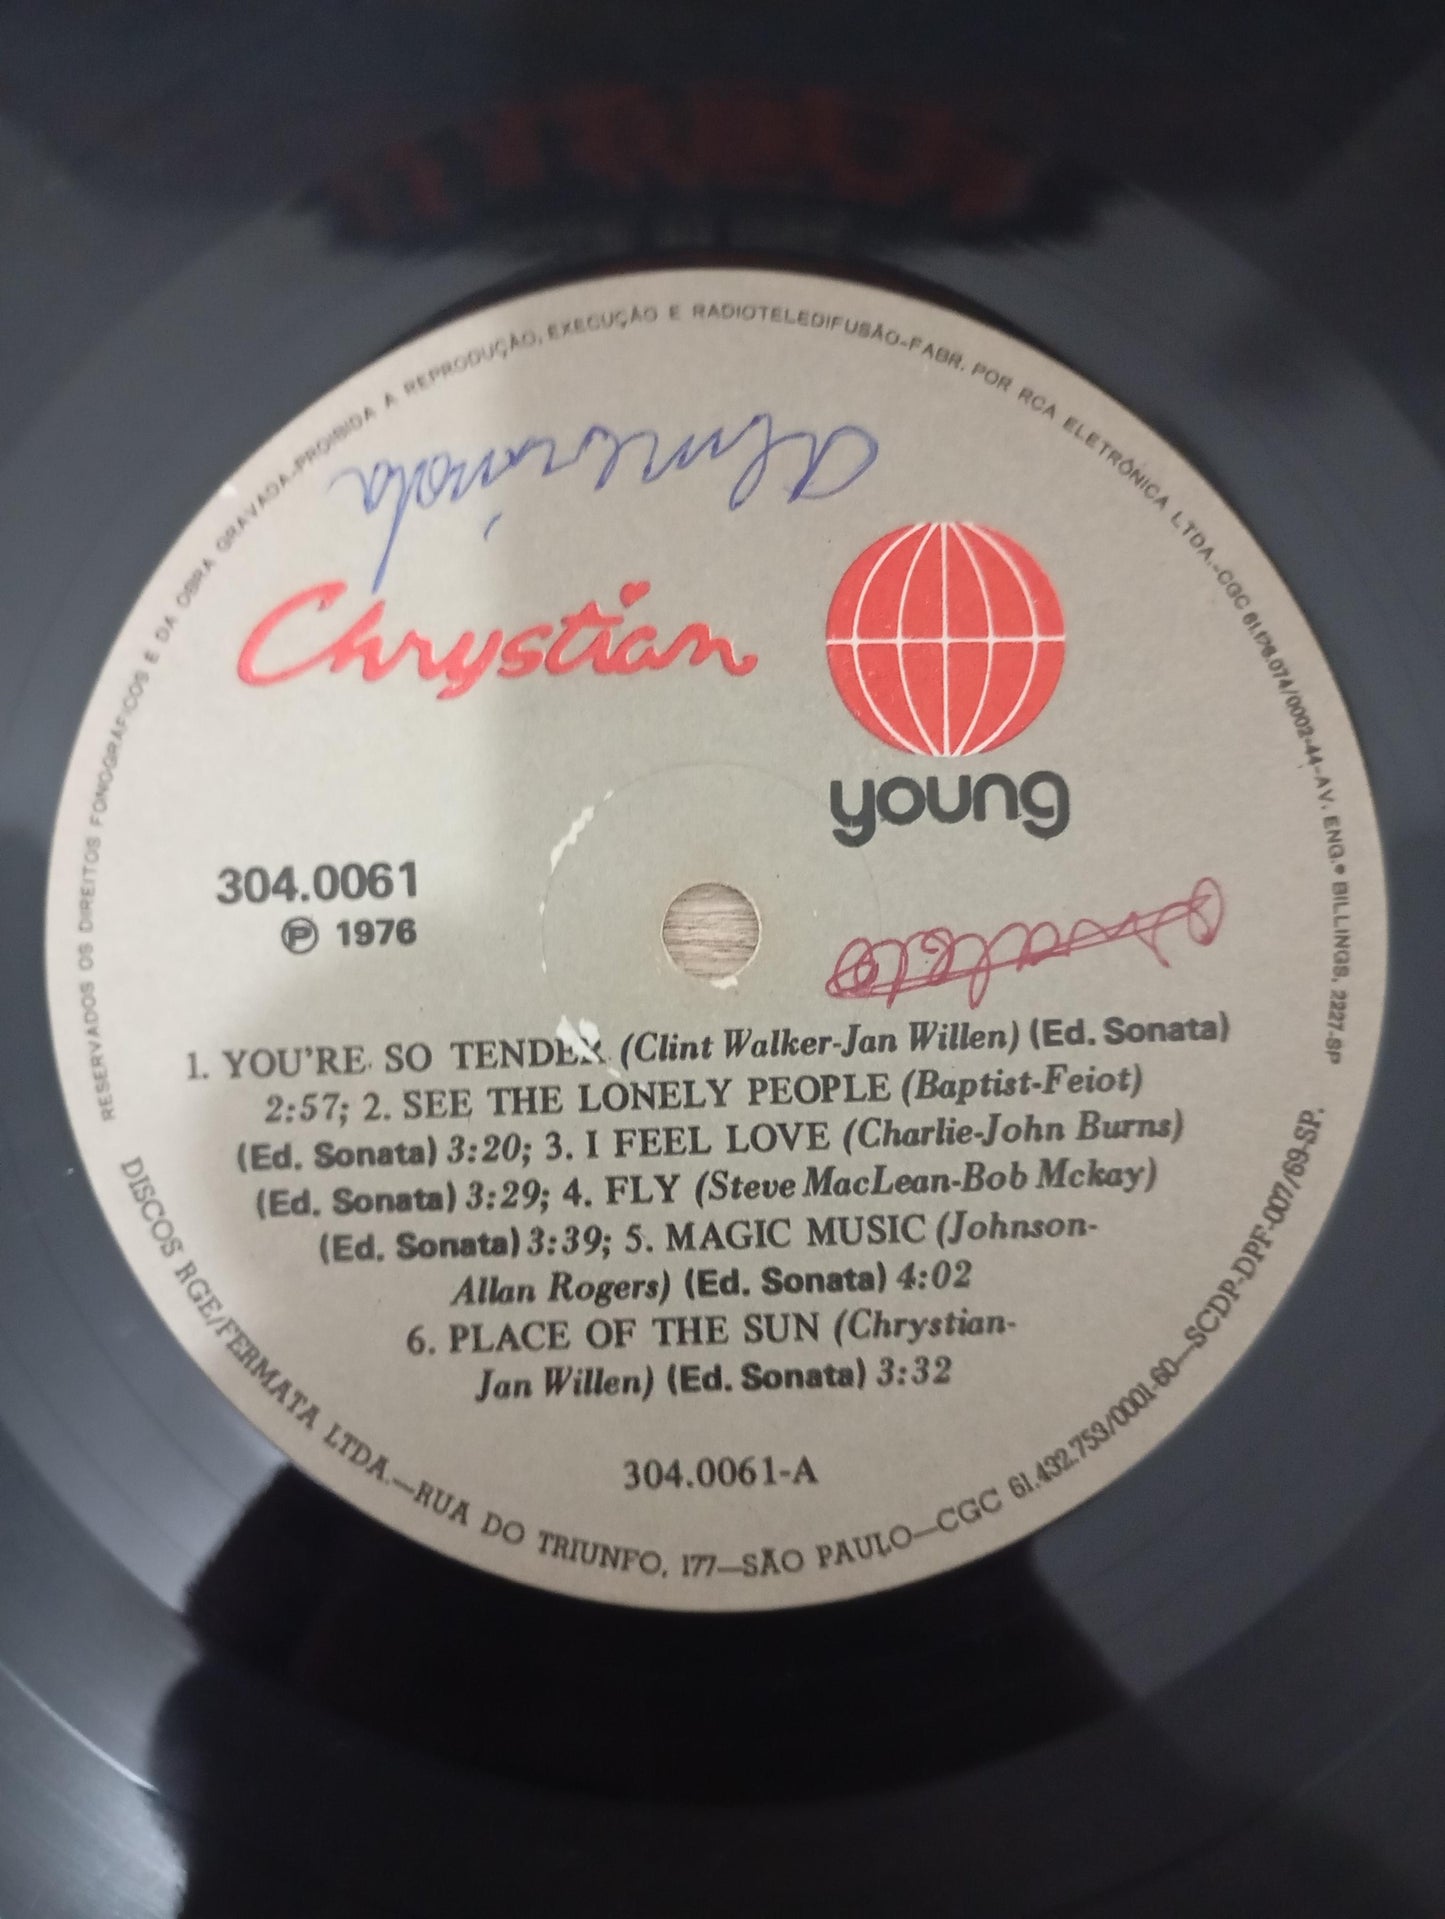 RESERVADOS OS DIREITOS FONOGRÁFICOS E DA OBRA GRAVADA-PROIBIDA A REPRODUÇÃO, EXECUÇÃO E RADIOTELEDIFUSÃO-FABR. POR RCA ELETRÔNICA LTDA.-CGC 61.176.074/0002-44-AV. ENG.º BILLINGS, 2227-SP
Chrystian
young
304.0061
℗ 1976
1. YOU'RE SO TENDER (Clint Walker-Jan Willen) (Ed. Sonata)
2:57; 2. SEE THE LONELY PEOPLE (Baptist-Feiot)
(Ed. Sonata) 3:20; 3. I FEEL LOVE (Charlie-John Burns)
(Ed. Sonata) 3:29; 4. FLY (Steve MacLean-Bob Mckay)
(Ed. Sonata) 3:39; 5. MAGIC MUSIC (Johnson-
Allan Rogers) (Ed. Sonata) 4:02
6. PLACE OF THE SUN (Chrystian-
Jan Willen) (Ed. Sonata) 3:32
304.0061-A
DISCOS RGE/FERMATA LTDA.—RUA DO TRIUNFO, 177—SÃO PAULO—CGC 61.432.753/0001-60—SCDP-DPF-007/69-SP.